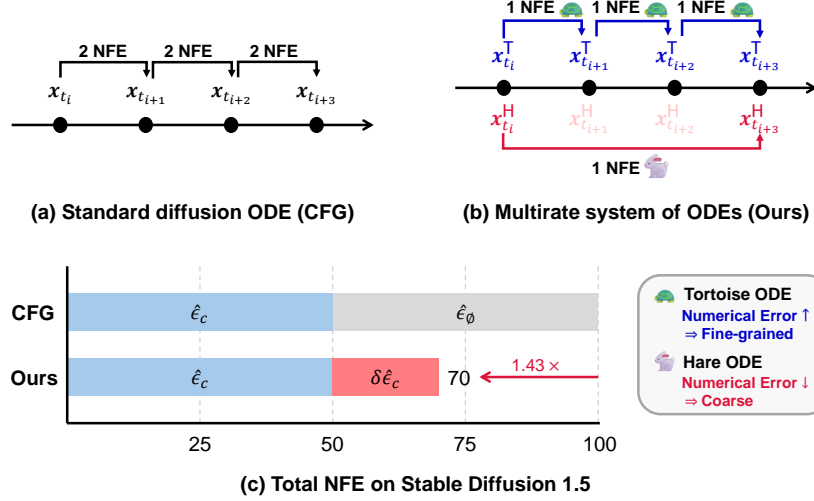 2 NFE 2 NFE 2 NFE
x_{t_i} x_{t_{i+1}} x_{t_{i+2}} x_{t_{i+3}}
(a) Standard diffusion ODE (CFG)
1 NFE 1 NFE 1 NFE
x^T_{t_i} x^T_{t_{i+1}} x^T_{t_{i+2}} x^T_{t_{i+3}}
x^H_{t_i} x^H_{t_{i+1}} x^H_{t_{i+2}} x^H_{t_{i+3}}
1 NFE
(b) Multirate system of ODEs (Ours)
CFG ϵ̂_c ϵ̂_∅
Ours ϵ̂_c δϵ̂_c 70 1.43 ×
25 50 75 100
(c) Total NFE on Stable Diffusion 1.5
Tortoise ODE
Numerical Error ↑
⇒ Fine-grained
Hare ODE
Numerical Error ↓
⇒ Coarse